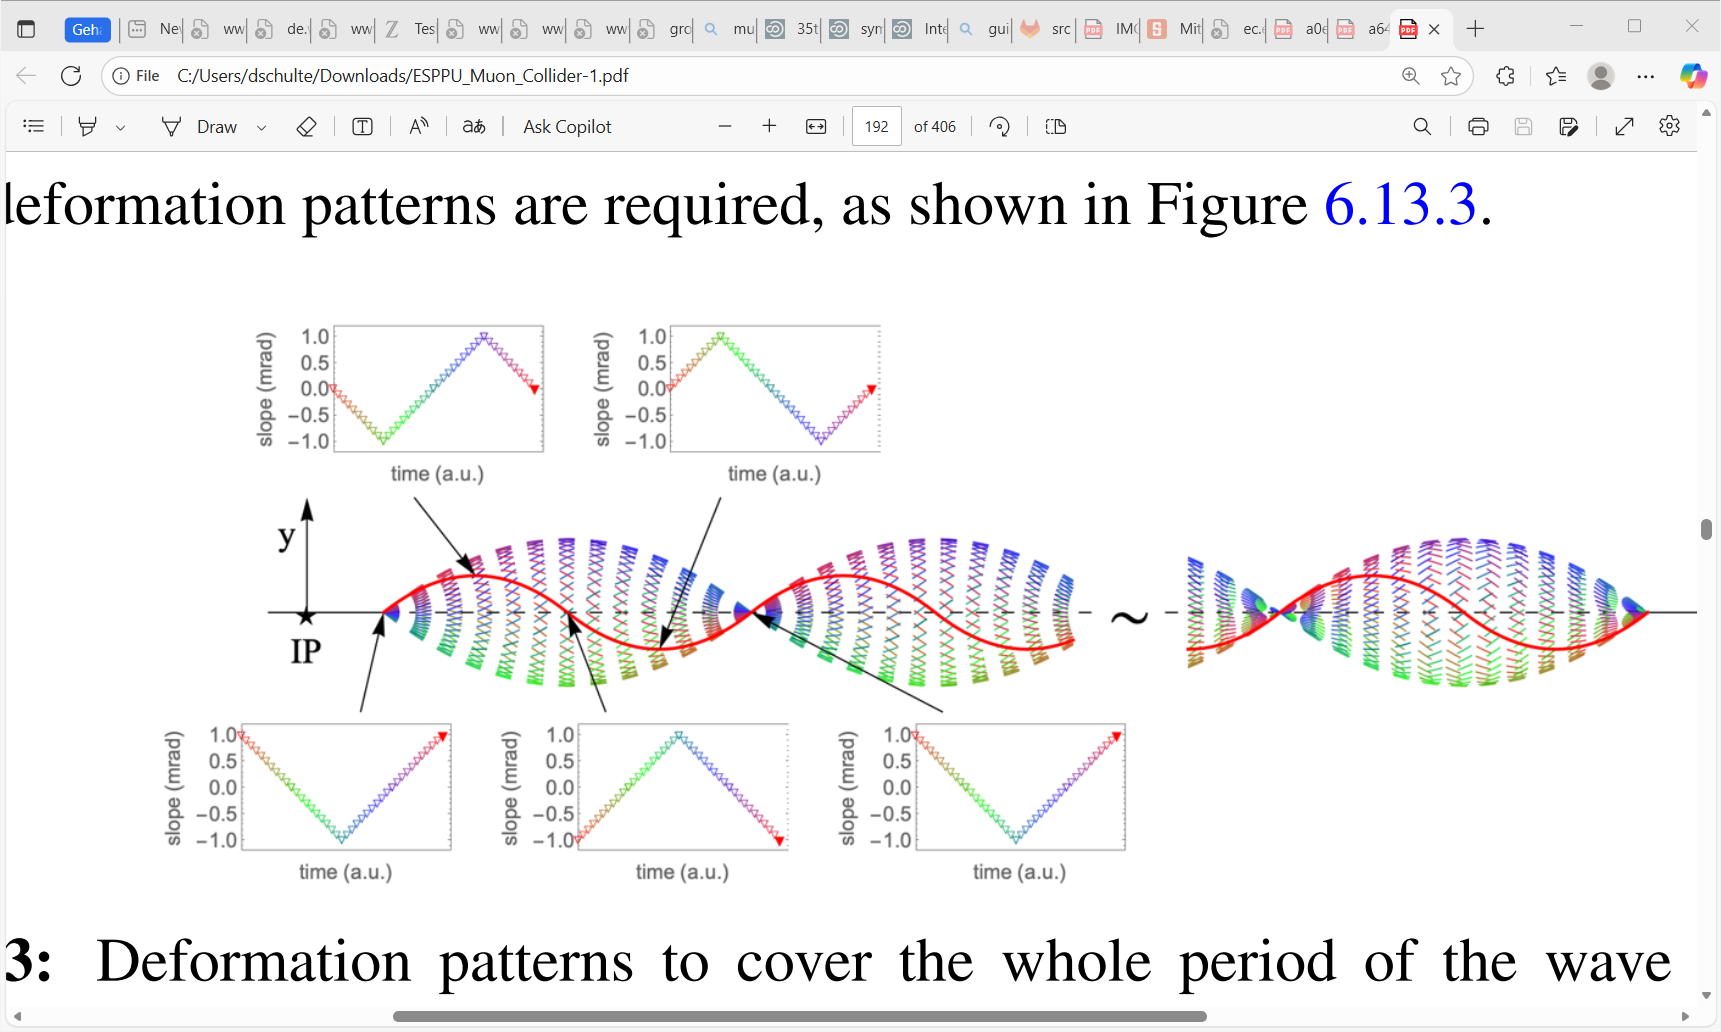 Geh
Ne
ww
de.
ww
Tes
ww
ww
ww
grc
mu
35t
syn
Inte
gui
src
IM
Mit
ec.
a0
a64
File C:/Users/dschulte/Downloads/ESPPU_Muon_Collider-1.pdf
Draw
Ask Copilot
192 of 406
deformation patterns are required, as shown in Figure 6.13.3.
slope (mrad)
1.0
0.5
0.0
−0.5
−1.0
time (a.u.)
slope (mrad)
1.0
0.5
0.0
−0.5
−1.0
time (a.u.)
y
IP
~
slope (mrad)
1.0
0.5
0.0
−0.5
−1.0
time (a.u.)
slope (mrad)
1.0
0.5
0.0
−0.5
−1.0
time (a.u.)
slope (mrad)
1.0
0.5
0.0
−0.5
−1.0
time (a.u.)
3: Deformation patterns to cover the whole period of the wave